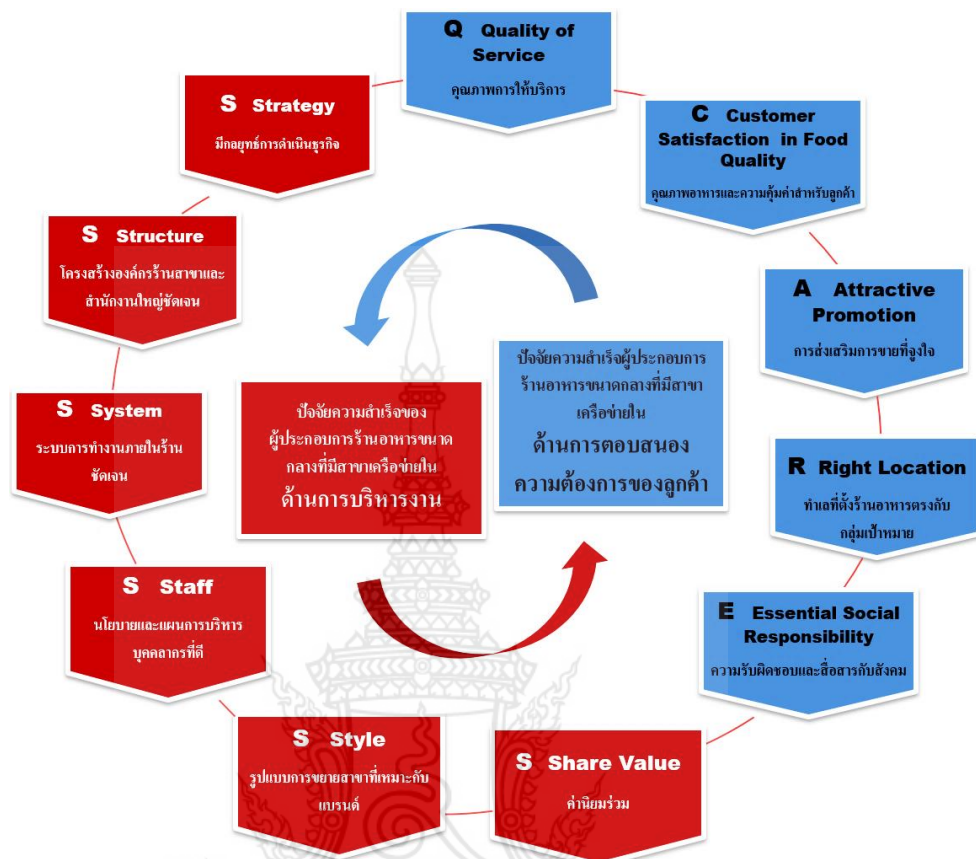 Q Quality of
Service
คุณภาพการให้บริการ
C Customer
Satisfaction in Food
Quality
คุณภาพอาหารและความคุ้มค่าสำหรับลูกค้า
A Attractive
Promotion
การส่งเสริมการขายที่จูงใจ
R Right Location
ทำเลที่ตั้งร้านอาหารตรงกับ
กลุ่มเป้าหมาย
E Essential Social
Responsibility
ความรับผิดชอบและสื่อสารกับสังคม
S Share Value
ค่านิยมร่วม
S Style
รูปแบบการขยายสาขาที่เหมาะกับ
แบรนด์
S Staff
นโยบายและแผนการบริหาร
บุคคลากรที่ดี
S System
ระบบการทำงานภายในร้าน
ชัดเจน
S Structure
โครงสร้างองค์กรร้านสาขาและ
สำนักงานใหญ่ชัดเจน
S Strategy
มีกลยุทธ์การดำเนินธุรกิจ
ปัจจัยความสำเร็จของ
ผู้ประกอบการร้านอาหารขนาด
กลางที่มีสาขาเครือข่ายใน
ด้านการบริหารงาน
ปัจจัยความสำเร็จผู้ประกอบการ
ร้านอาหารขนาดกลางที่มีสาขา
เครือข่ายใน
ด้านการตอบสนอง
ความต้องการของลูกค้า